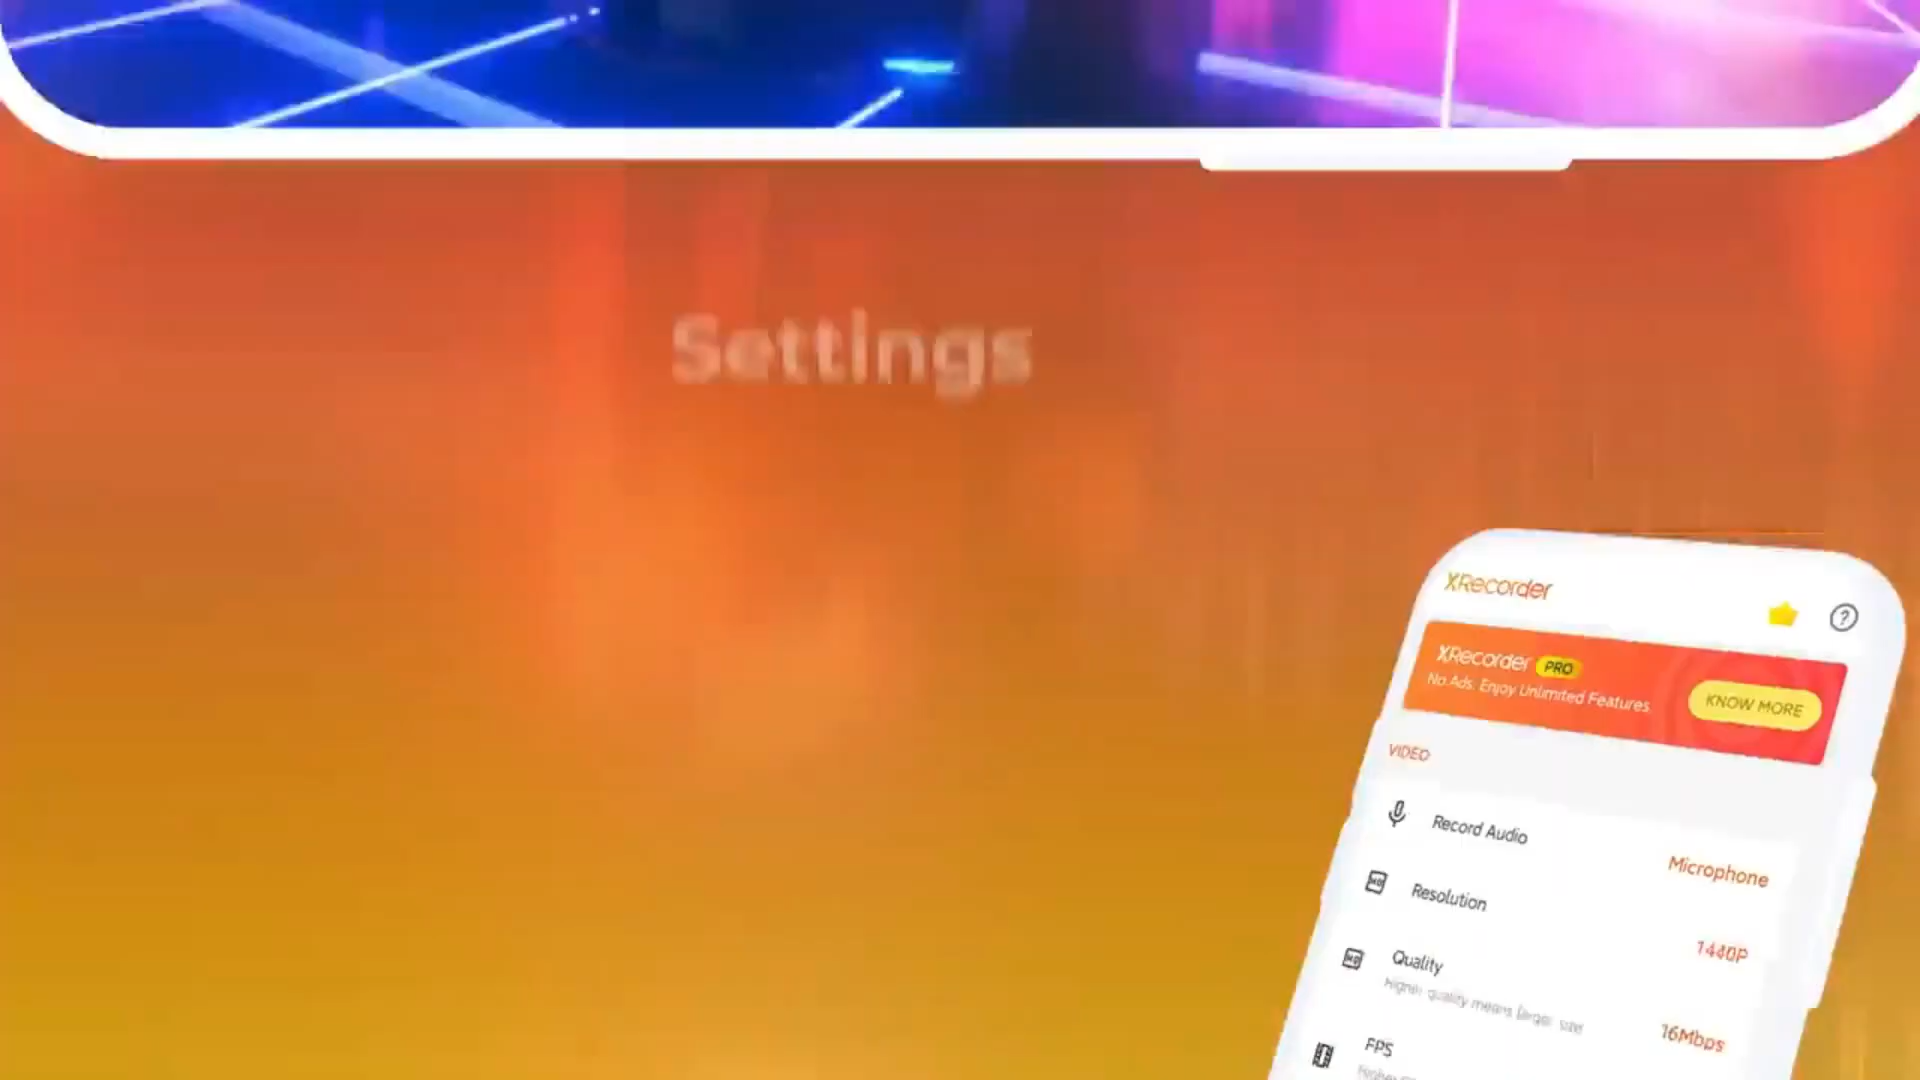 Settings
XRecorder
XRecorder PRO
No Ads. Enjoy Unlimited Features
KNOW MORE
VIDEO
Record Audio
Microphone
Resolution
1440P
Quality
Higher quality means larger size
16Mbps
FPS
Higher